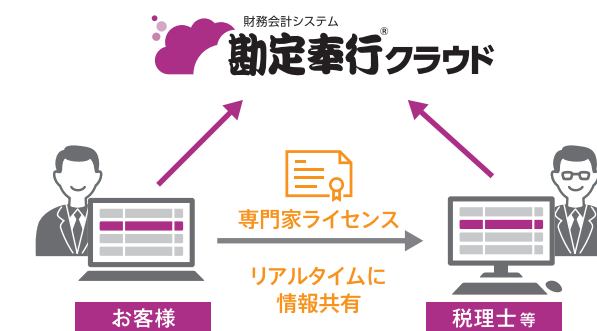 財務会計システム
勘定奉行®クラウド
専門家ライセンス
リアルタイムに
情報共有
お客様
税理士等